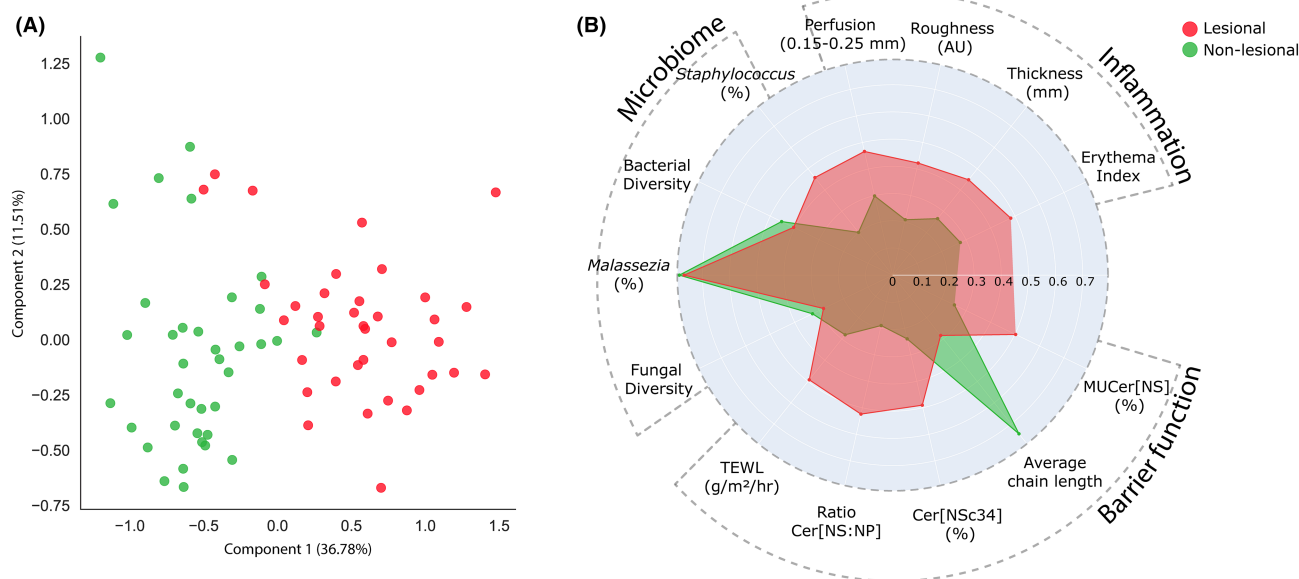 (A)
1.25
1.00
0.75
0.50
0.25
0.00
−0.25
−0.50
−0.75
Component 2 (11.51%)
−1.0
−0.5
0.0
0.5
1.0
1.5
Component 1 (36.78%)
(B)
Microbiome
Inflammation
Barrier function
Perfusion
(0.15-0.25 mm)
Roughness
(AU)
Thickness
(mm)
Erythema
Index
MUCer[NS]
(%)
Average
chain length
Cer[NSc34]
(%)
Ratio
Cer[NS:NP]
TEWL
(g/m²/hr)
Fungal
Diversity
Malassezia
(%)
Bacterial
Diversity
Staphylococcus
(%)
0 0.1 0.2 0.3 0.4 0.5 0.6 0.7
Lesional
Non-lesional